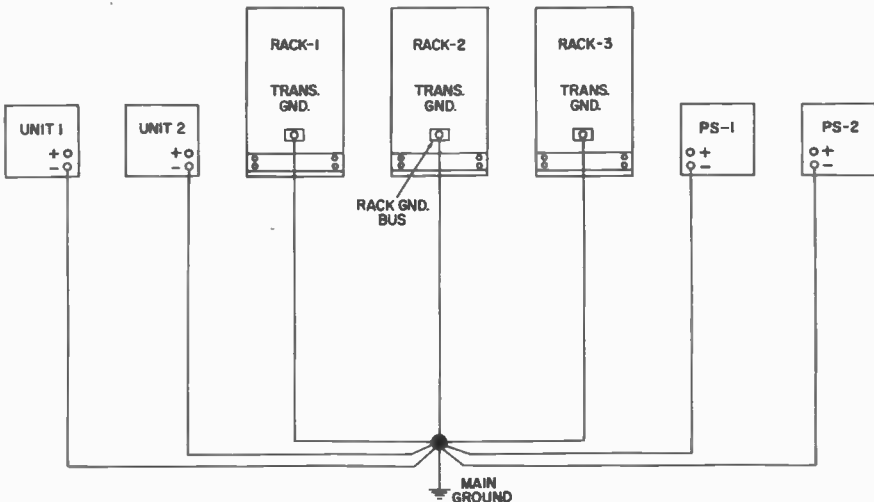 RACK-1
TRANS.
GND.
RACK-2
TRANS.
GND.
RACK-3
TRANS.
GND.
UNIT 1
+
–
UNIT 2
+
–
PS-1
+
–
PS-2
+
–
RACK GND.
BUS
MAIN
GROUND